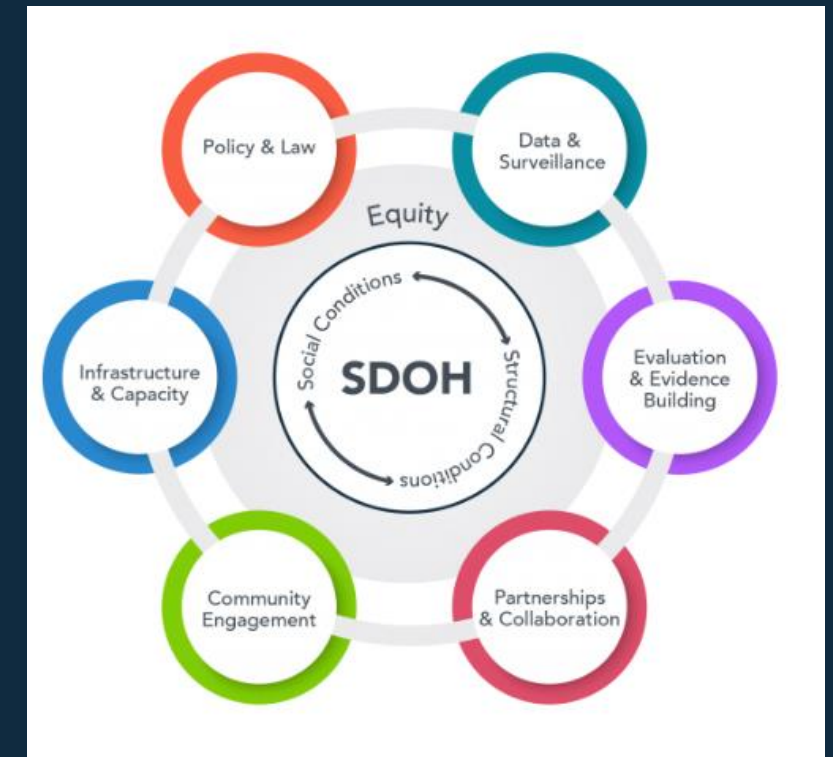 Policy & Law
Data &
Surveillance
Equity
Social Conditions
SDOH
Structural Conditions
Infrastructure
& Capacity
Evaluation
& Evidence
Building
Community
Engagement
Partnerships
& Collaboration